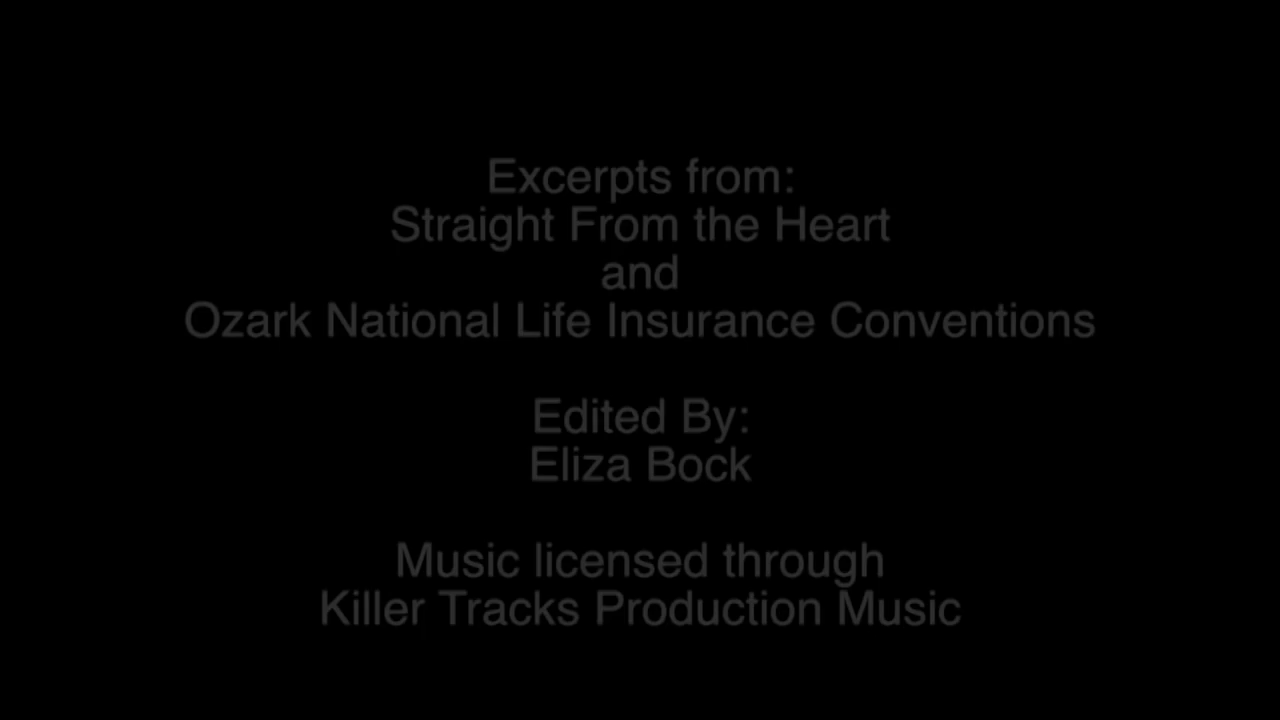 Excerpts from:
Straight From the Heart
and
Ozark National Life Insurance Conventions
Edited By:
Eliza Bock
Music licensed through
Killer Tracks Production Music